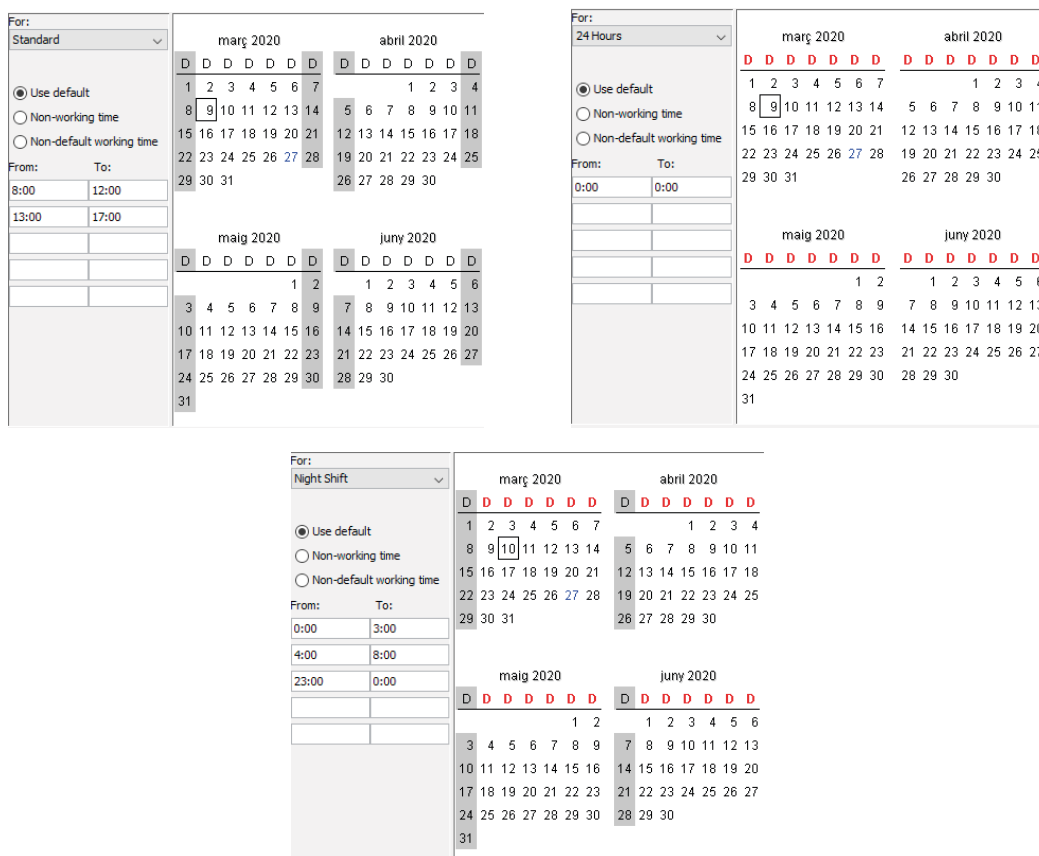 For:
Standard
Use default
Non-working time
Non-default working time
From: To:
8:00 12:00
13:00 17:00
març 2020 abril 2020
D D D D D D D D D D D D D D
1 2 3 4 5 6 7 1 2 3 4
8 9 10 11 12 13 14 5 6 7 8 9 10 11
15 16 17 18 19 20 21 12 13 14 15 16 17 18
22 23 24 25 26 27 28 19 20 21 22 23 24 25
29 30 31 26 27 28 29 30
maig 2020 juny 2020
D D D D D D D D D D D D D D
1 2 1 2 3 4 5 6
3 4 5 6 7 8 9 7 8 9 10 11 12 13
10 11 12 13 14 15 16 14 15 16 17 18 19 20
17 18 19 20 21 22 23 21 22 23 24 25 26 27
24 25 26 27 28 29 30 28 29 30
31
For:
24 Hours
Use default
Non-working time
Non-default working time
From: To:
0:00 0:00
març 2020 abril 2020
D D D D D D D D D D D D D D
1 2 3 4 5 6 7 1 2 3 4
8 9 10 11 12 13 14 5 6 7 8 9 10 11
15 16 17 18 19 20 21 12 13 14 15 16 17 18
22 23 24 25 26 27 28 19 20 21 22 23 24 25
29 30 31 26 27 28 29 30
maig 2020 juny 2020
D D D D D D D D D D D D D D
1 2 1 2 3 4 5 6
3 4 5 6 7 8 9 7 8 9 10 11 12 13
10 11 12 13 14 15 16 14 15 16 17 18 19 20
17 18 19 20 21 22 23 21 22 23 24 25 26 27
24 25 26 27 28 29 30 28 29 30
31
For:
Night Shift
Use default
Non-working time
Non-default working time
From: To:
0:00 3:00
4:00 8:00
23:00 0:00
març 2020 abril 2020
D D D D D D D D D D D D D D
1 2 3 4 5 6 7 1 2 3 4
8 9 10 11 12 13 14 5 6 7 8 9 10 11
15 16 17 18 19 20 21 12 13 14 15 16 17 18
22 23 24 25 26 27 28 19 20 21 22 23 24 25
29 30 31 26 27 28 29 30
maig 2020 juny 2020
D D D D D D D D D D D D D D
1 2 1 2 3 4 5 6
3 4 5 6 7 8 9 7 8 9 10 11 12 13
10 11 12 13 14 15 16 14 15 16 17 18 19 20
17 18 19 20 21 22 23 21 22 23 24 25 26 27
24 25 26 27 28 29 30 28 29 30
31